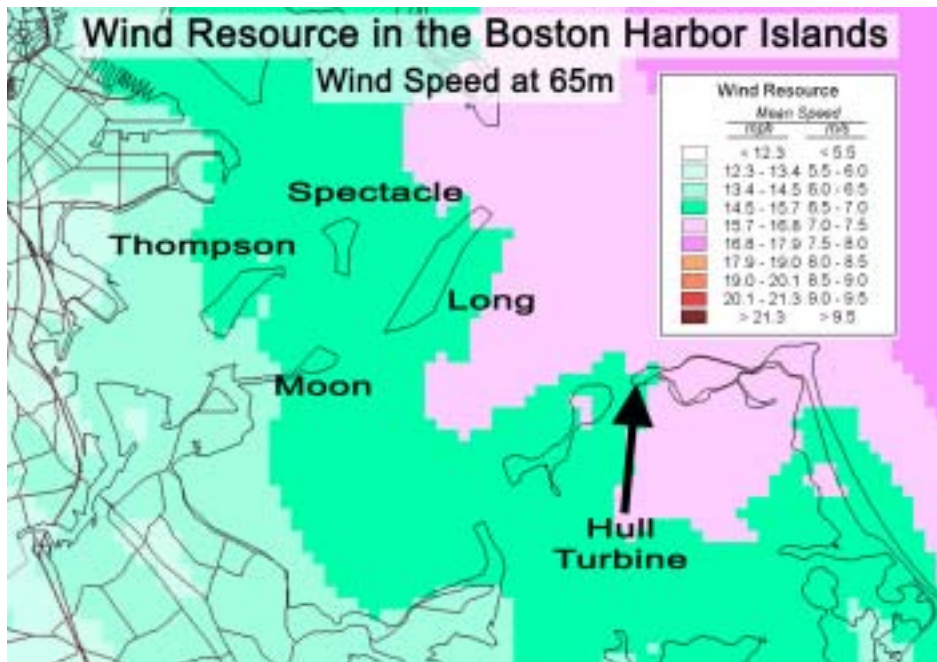 Wind Resource in the Boston Harbor Islands
Wind Speed at 65m
Wind Resource
Mean Speed
mph m/s
< 12.3 < 5.5
12.3 - 13.4 5.5 - 6.0
13.4 - 14.5 6.0 - 6.5
14.5 - 15.7 6.5 - 7.0
15.7 - 16.8 7.0 - 7.5
16.8 - 17.9 7.5 - 8.0
17.9 - 19.0 8.0 - 8.5
19.0 - 20.1 8.5 - 9.0
20.1 - 21.3 9.0 - 9.5
> 21.3 > 9.5
Spectacle
Thompson
Long
Moon
Hull
Turbine